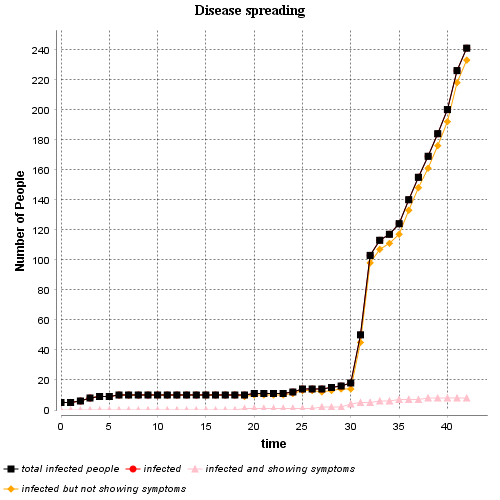 Disease spreading
240
220
200
180
160
140
120
100
80
60
40
20
0
Number of People
0 5 10 15 20 25 30 35 40
time
total infected people infected infected and showing symptoms
infected but not showing symptoms